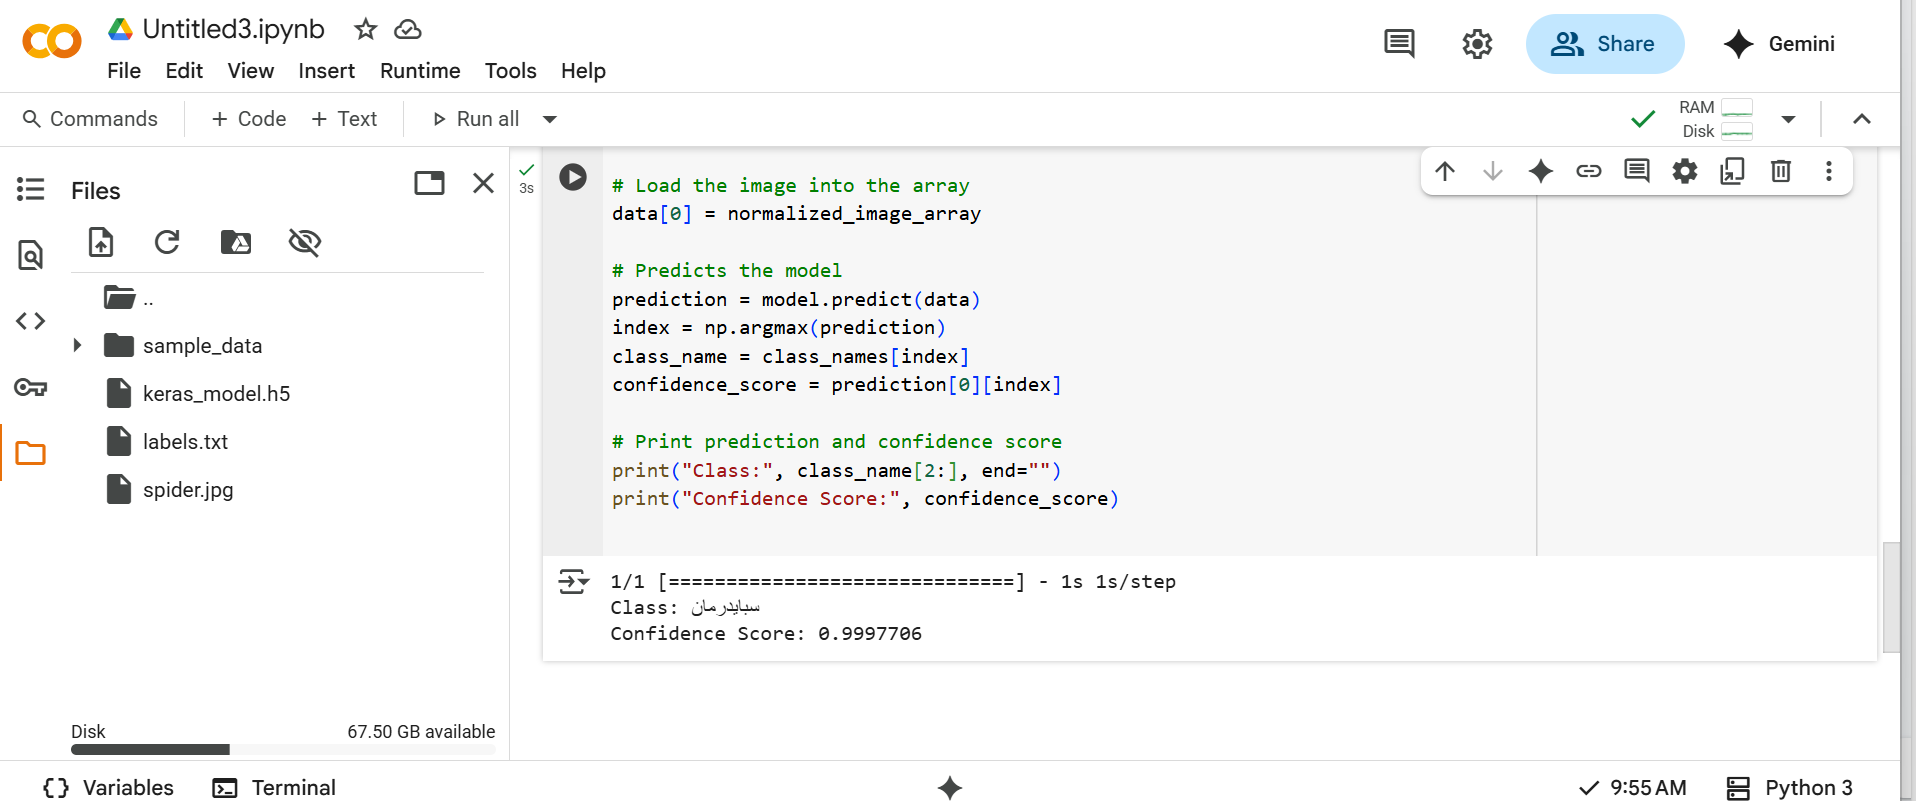 Untitled3.ipynb
File Edit View Insert Runtime Tools Help
Share
Gemini
Commands
+ Code
+ Text
Run all
RAM
Disk
Files
..
sample_data
keras_model.h5
labels.txt
spider.jpg
Disk
67.50 GB available
3s
# Load the image into the array
data[0] = normalized_image_array
# Predicts the model
prediction = model.predict(data)
index = np.argmax(prediction)
class_name = class_names[index]
confidence_score = prediction[0][index]
# Print prediction and confidence score
print("Class:", class_name[2:], end="")
print("Confidence Score:", confidence_score)
1/1 [==============================] - 1s 1s/step
Class: سبايدرمان
Confidence Score: 0.9997706
Variables
Terminal
9:55 AM
Python 3